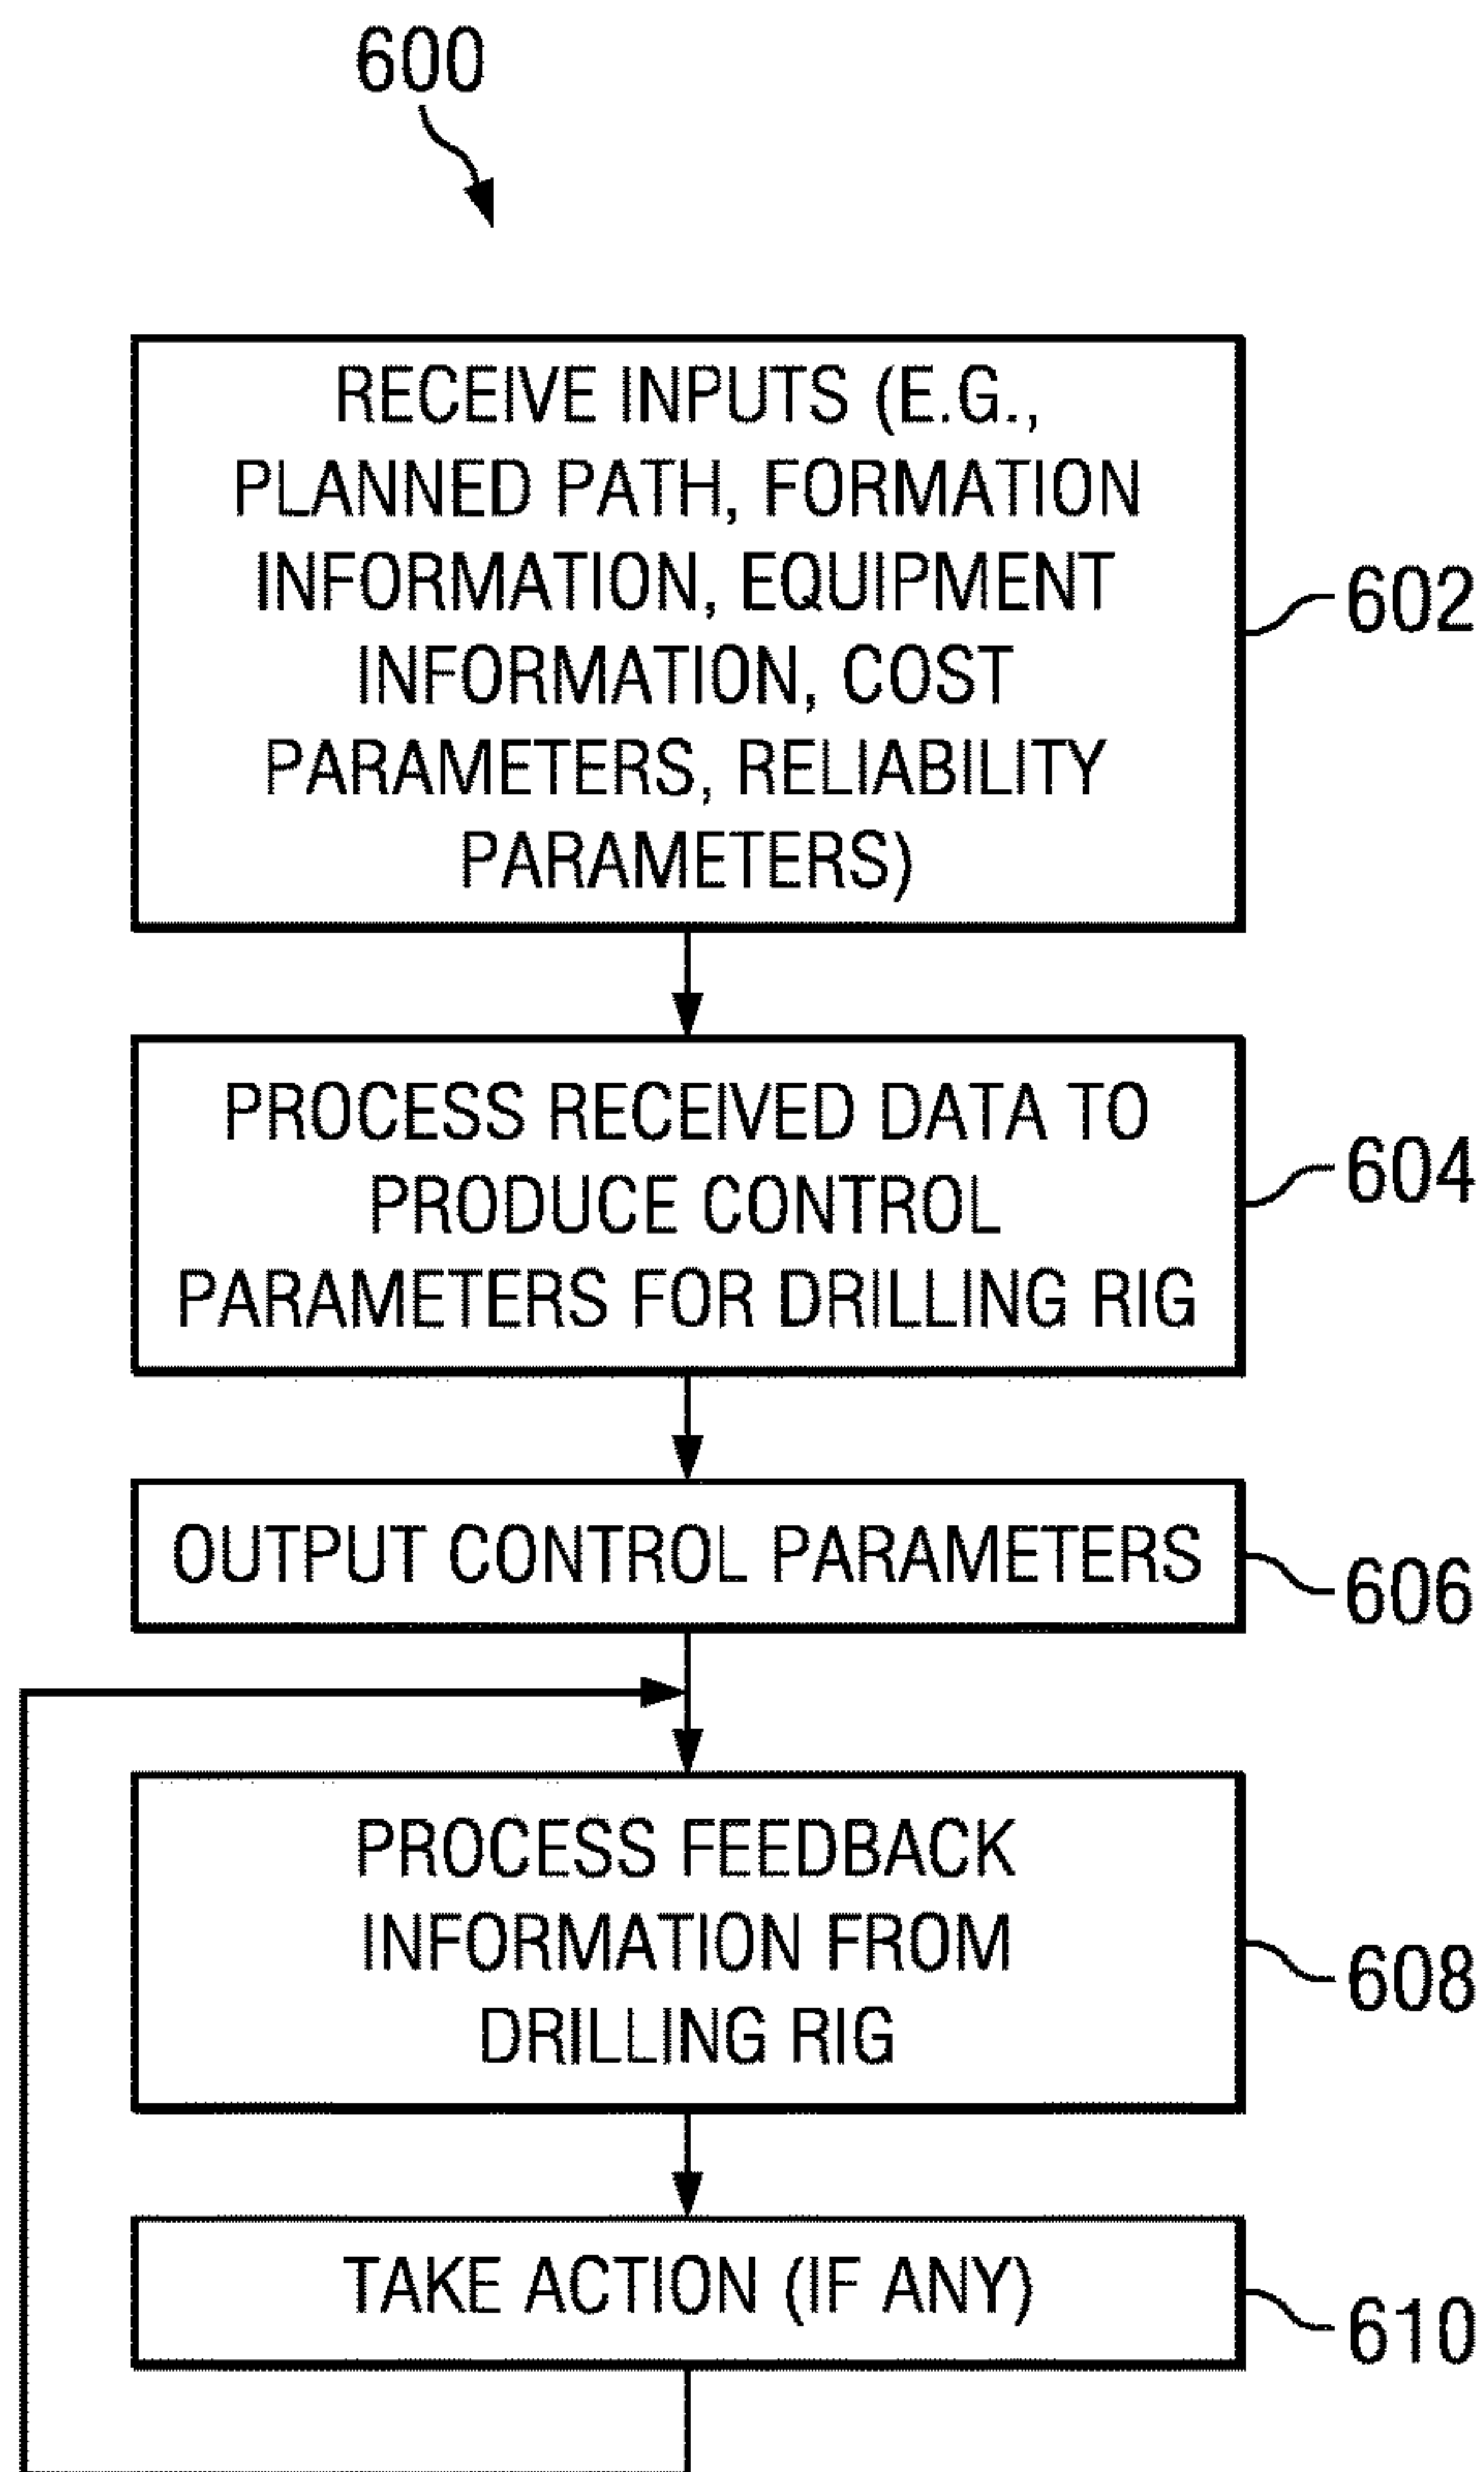 600
RECEIVE INPUTS (E.G.,
PLANNED PATH, FORMATION
INFORMATION, EQUIPMENT
INFORMATION, COST
PARAMETERS, RELIABILITY
PARAMETERS)
602
PROCESS RECEIVED DATA TO
PRODUCE CONTROL
PARAMETERS FOR DRILLING RIG
604
OUTPUT CONTROL PARAMETERS
606
PROCESS FEEDBACK
INFORMATION FROM
DRILLING RIG
608
TAKE ACTION (IF ANY)
610